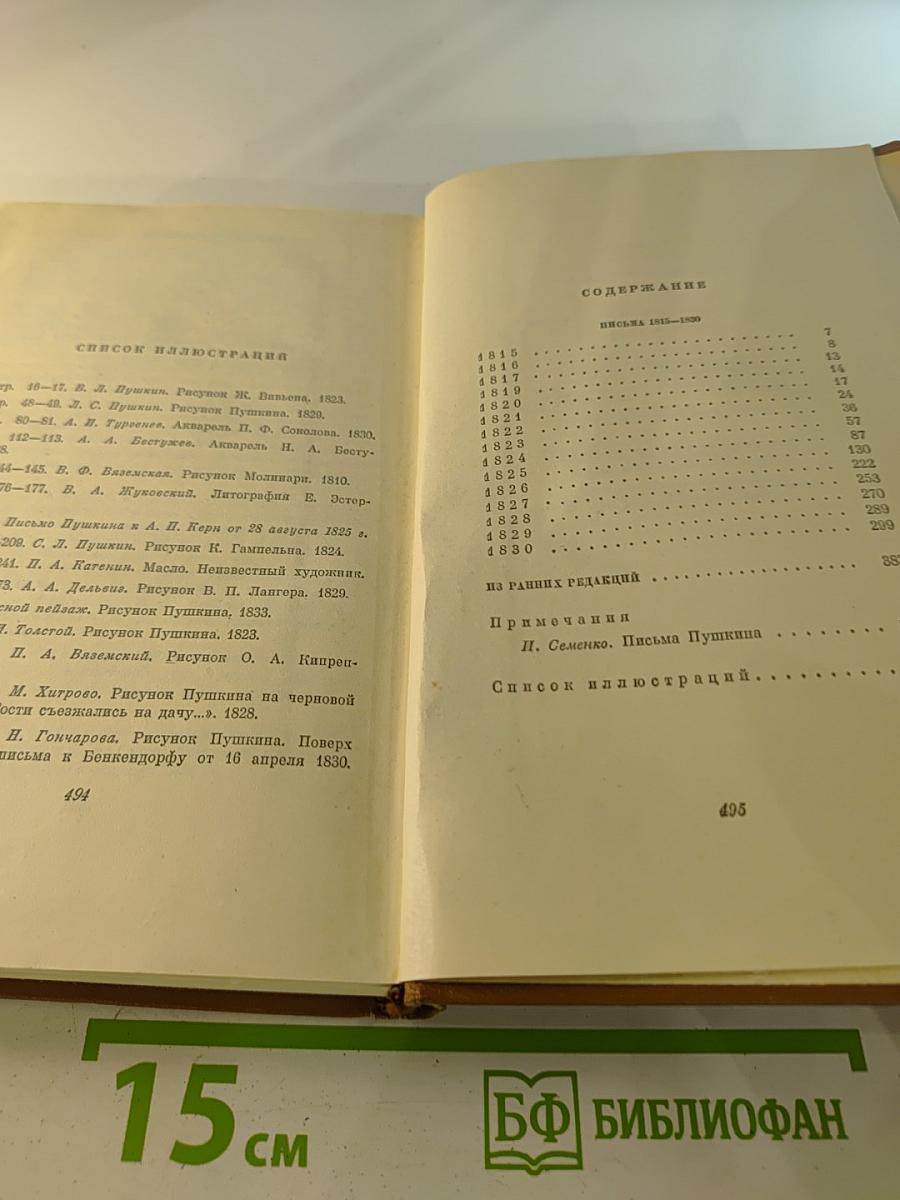 СПИСОК ИЛЛЮСТРАЦИЙ
тр. 16—17. В. Л. Пушкин. Рисунок Ж. Вивьена. 1823.
р. 48—49. Л. С. Пушкин. Рисунок Пушкина. 1829.
. 80—81. А. И. Тургенев. Акварель П. Ф. Соколова. 1830.
112—113. А. А. Бестужев. Акварель Н. А. Бесту-
8.
44—145. В. Ф. Вяземская. Рисунок Молинари. 1810.
76—177. В. А. Жуковский. Литография Е. Эстер-
Письмо Пушкина к А. П. Керн от 28 августа 1825 г.
-209. С. Л. Пушкин. Рисунок К. Гампельна. 1824.
241. П. А. Катенин. Масло. Неизвестный художник.
73. А. А. Дельвиг. Рисунок В. П. Лангера. 1829.
сной пейзаж. Рисунок Пушкина, 1833.
И. Толстой. Рисунок Пушкина. 1823.
П. А. Вяземский. Рисунок О. А. Кипрен-
М. Хитрово. Рисунок Пушкина на черновой
ости съезжались на дачу...». 1828.
Н. Гончарова. Рисунок Пушкина. Поверх
письма к Бенкендорфу от 16 апреля 1830.
494
СОДЕРЖАНИЕ
ПИСЬМА 1815—1830
1815 . . . . . . . . . . . . . . . . . . 7
1816 . . . . . . . . . . . . . . . . . . 8
1817 . . . . . . . . . . . . . . . . . . 13
1819 . . . . . . . . . . . . . . . . . . 14
1820 . . . . . . . . . . . . . . . . . . 17
1821 . . . . . . . . . . . . . . . . . . 24
1822 . . . . . . . . . . . . . . . . . . 36
1823 . . . . . . . . . . . . . . . . . . 57
1824 . . . . . . . . . . . . . . . . . . 87
1825 . . . . . . . . . . . . . . . . . . 130
1826 . . . . . . . . . . . . . . . . . . 222
1827 . . . . . . . . . . . . . . . . . . 253
1828 . . . . . . . . . . . . . . . . . . 270
1829 . . . . . . . . . . . . . . . . . . 289
1830 . . . . . . . . . . . . . . . . . . 299
ИЗ РАННИХ РЕДАКЦИЙ . . . . . . . . . . . . .
Примечания
И. Семенко. Письма Пушкина . . . . . . . .
Список иллюстраций . . . . . . . . . .
495
15 см
БФ БИБЛИОФАН